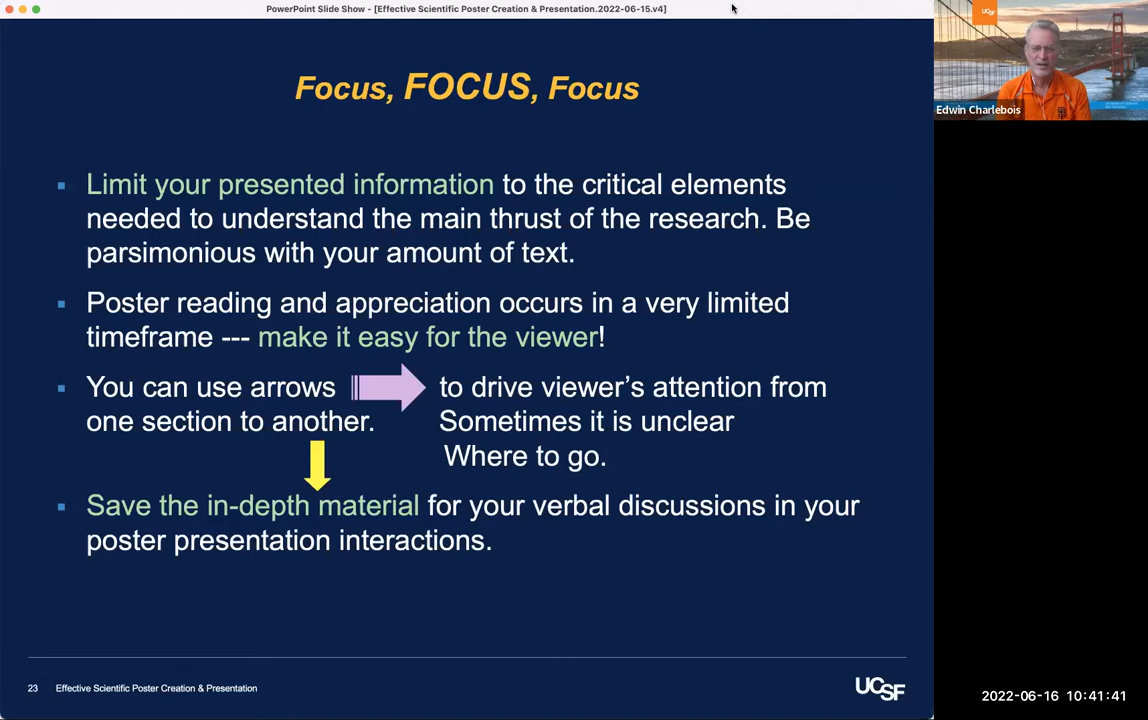 PowerPoint Slide Show - [Effective Scientific Poster Creation & Presentation.2022-06-15.v4]
UCSF
Edwin Charlebois
Focus, FOCUS, Focus
Limit your presented information to the critical elements
needed to understand the main thrust of the research. Be
parsimonious with your amount of text.
Poster reading and appreciation occurs in a very limited
timeframe --- make it easy for the viewer!
You can use arrows to drive viewer’s attention from
one section to another. Sometimes it is unclear
Where to go.
Save the in-depth material for your verbal discussions in your
poster presentation interactions.
23 Effective Scientific Poster Creation & Presentation
UCSF
2022-06-16 10:41:41